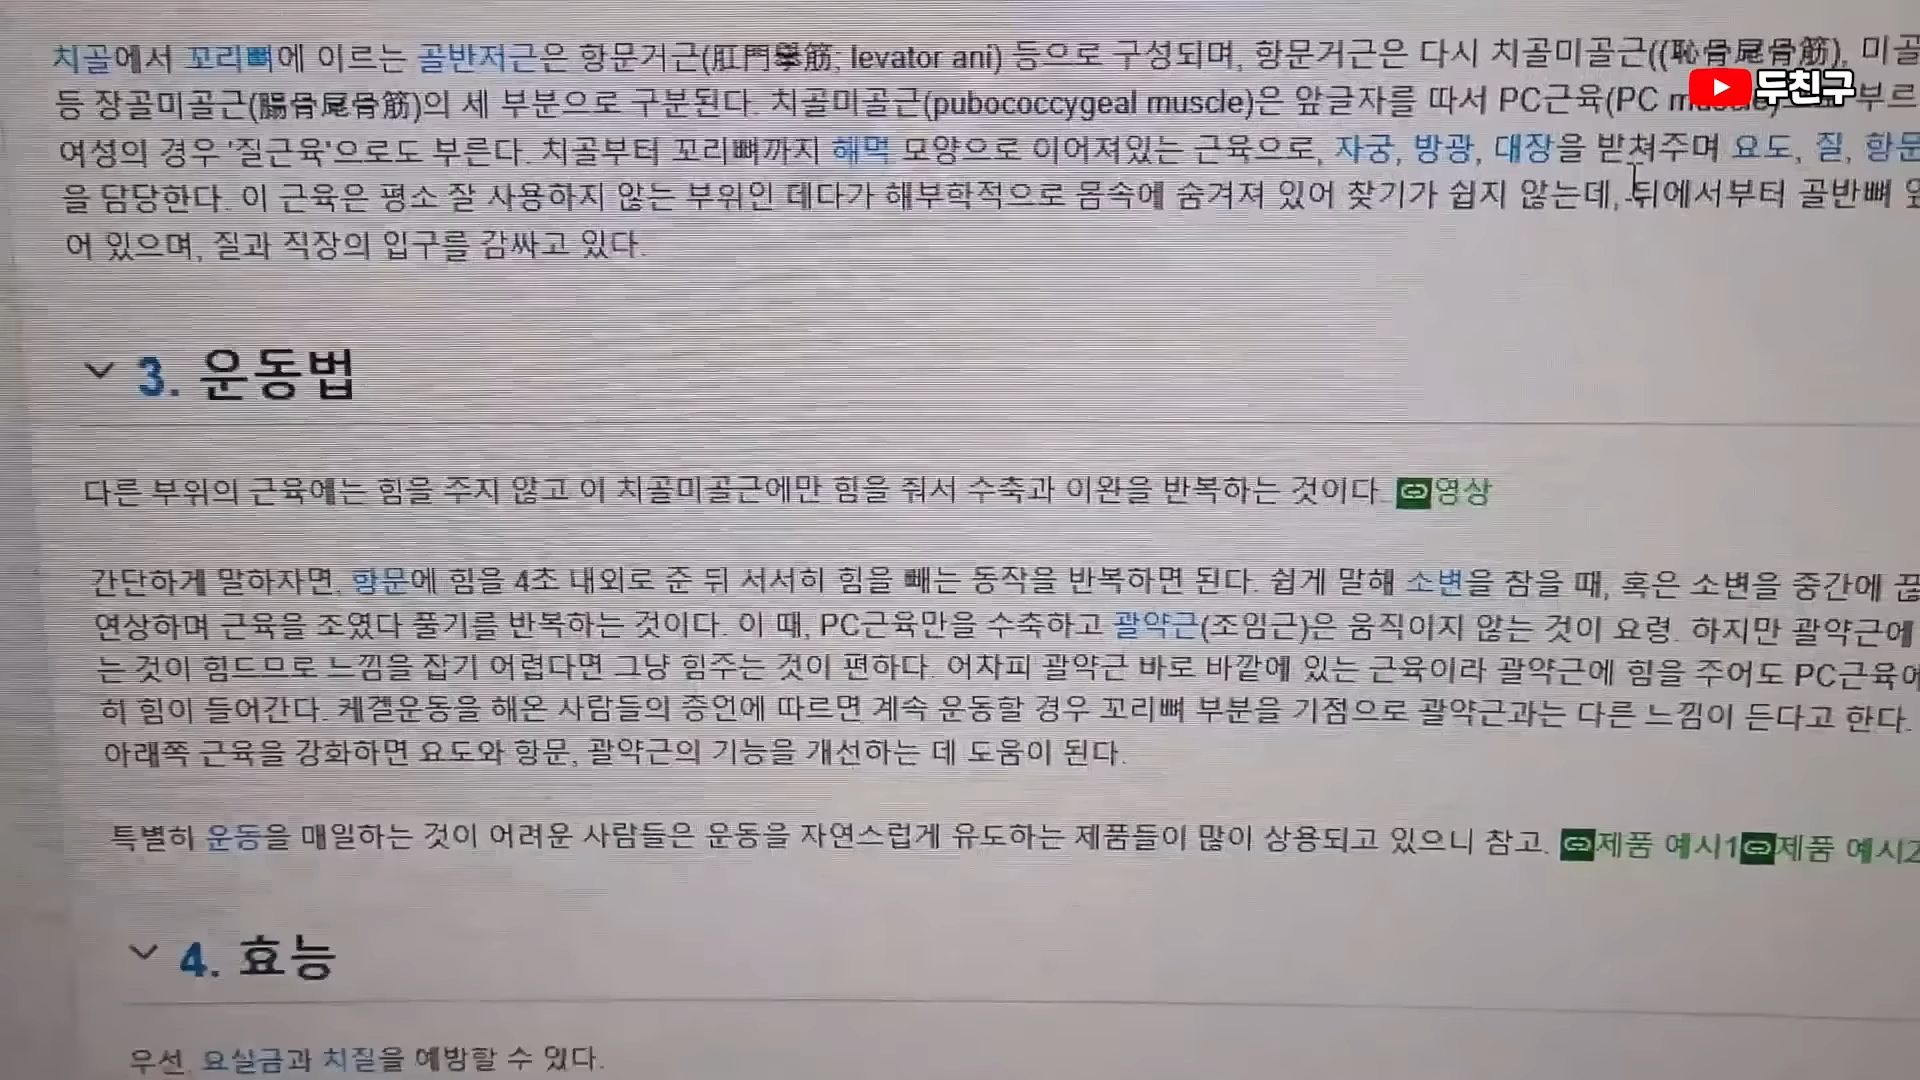 치골에서 꼬리뼈에 이르는 골반저근은 항문거근(肛門擧筋; levator ani) 등으로 구성되며, 항문거근은 다시 치골미골근((恥骨尾骨筋), 미골
두친구
등 장골미골근(腸骨尾骨筋)의 세 부분으로 구분된다. 치골미골근(pubococcygeal muscle)은 앞글자를 따서 PC근육(PC 부르
여성의 경우 '질근육'으로도 부른다. 치골부터 꼬리뼈까지 해먹 모양으로 이어져있는 근육으로, 자궁, 방광, 대장을 받쳐주며 요도, 질, 항문
을 담당한다. 이 근육은 평소 잘 사용하지 않는 부위인 데다가 해부학적으로 몸속에 숨겨져 있어 찾기가 쉽지 않는데, 뒤에서부터 골반뼈
어 있으며, 질과 직장의 입구를 감싸고 있다.
3. 운동법
다른 부위의 근육에는 힘을 주지 않고 이 치골미골근에만 힘을 줘서 수축과 이완을 반복하는 것이다. 영상
간단하게 말하자면, 항문에 힘을 4초 내외로 준 뒤 서서히 힘을 빼는 동작을 반복하면 된다. 쉽게 말해 소변을 참을 때, 혹은 소변을 중간에 끊
연상하며 근육을 조였다 풀기를 반복하는 것이다. 이 때, PC근육만을 수축하고 괄약근(조임근)은 움직이지 않는 것이 요령. 하지만 괄약근에
는 것이 힘드므로 느낌을 잡기 어렵다면 그냥 힘주는 것이 편하다. 어차피 괄약근 바로 바깥에 있는 근육이라 괄약근에 힘을 주어도 PC근육에
히 힘이 들어간다. 케겔운동을 해온 사람들의 증언에 따르면 계속 운동할 경우 꼬리뼈 부분을 기점으로 괄약근과는 다른 느낌이 든다고 한다.
아래쪽 근육을 강화하면 요도와 항문, 괄약근의 기능을 개선하는 데 도움이 된다.
특별히 운동을 매일하는 것이 어려운 사람들은 운동을 자연스럽게 유도하는 제품들이 많이 상용되고 있으니 참고. 제품 예시1 제품 예시2
4. 효능
우선, 요실금과 치질을 예방할 수 있다.